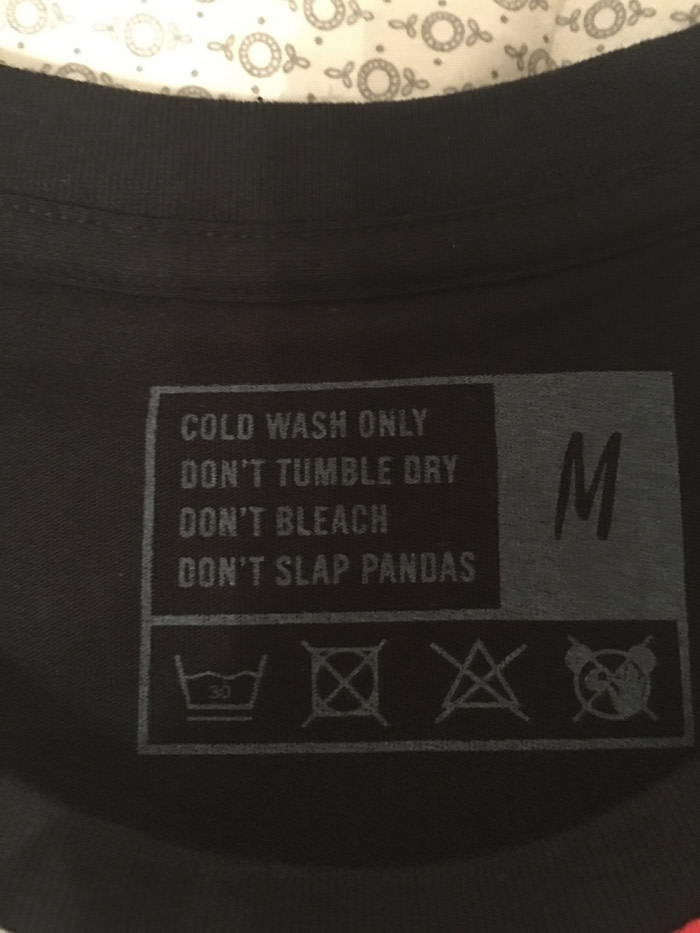 COLD WASH ONLY
DON'T TUMBLE DRY
DON'T BLEACH
DON'T SLAP PANDAS
M
30